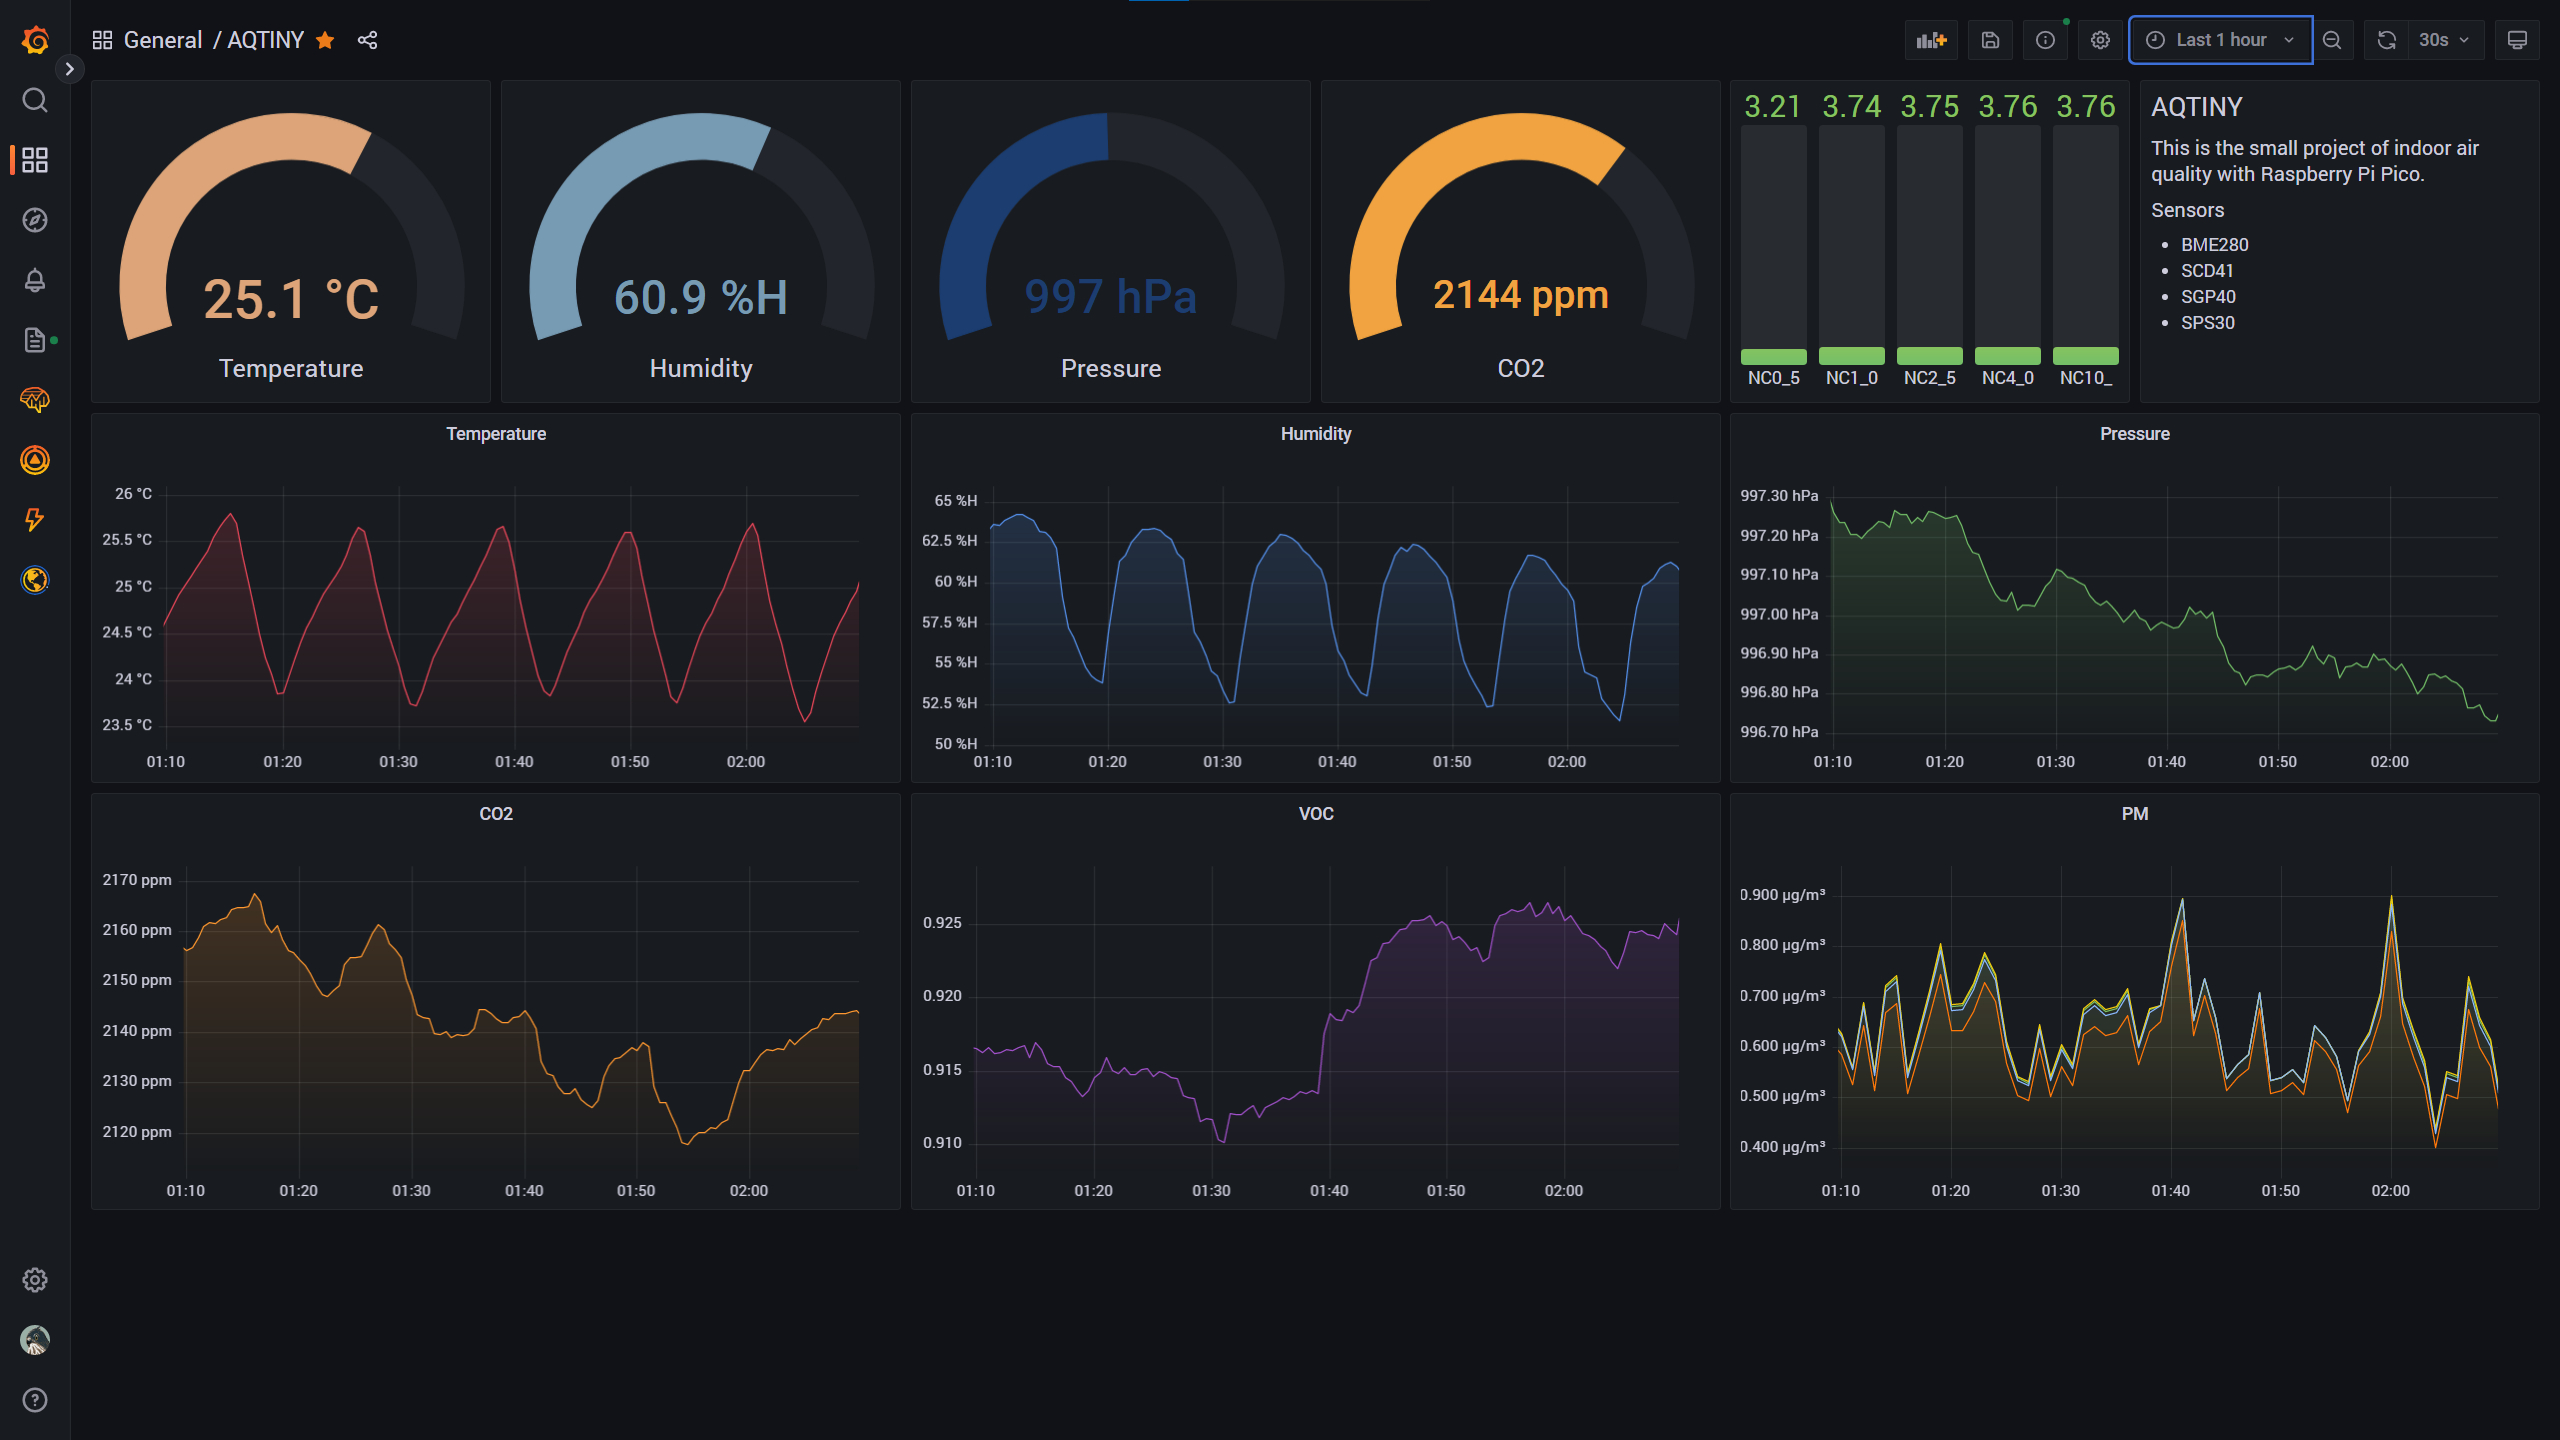 General / AQTINY
Last 1 hour
30s
25.1 °C
Temperature
60.9 %H
Humidity
997 hPa
Pressure
2144 ppm
CO2
3.21 3.74 3.75 3.76 3.76
NC0_5 NC1_0 NC2_5 NC4_0 NC10_
AQTINY
This is the small project of indoor air
quality with Raspberry Pi Pico.
Sensors
BME280
SCD41
SGP40
SPS30
Temperature
26 °C
25.5 °C
25 °C
24.5 °C
24 °C
23.5 °C
01:10 01:20 01:30 01:40 01:50 02:00
Humidity
65 %H
62.5 %H
60 %H
57.5 %H
55 %H
52.5 %H
50 %H
01:10 01:20 01:30 01:40 01:50 02:00
Pressure
997.30 hPa
997.20 hPa
997.10 hPa
997.00 hPa
996.90 hPa
996.80 hPa
996.70 hPa
01:10 01:20 01:30 01:40 01:50 02:00
CO2
2170 ppm
2160 ppm
2150 ppm
2140 ppm
2130 ppm
2120 ppm
01:10 01:20 01:30 01:40 01:50 02:00
VOC
0.925
0.920
0.915
0.910
01:10 01:20 01:30 01:40 01:50 02:00
PM
0.900 μg/m³
0.800 μg/m³
0.700 μg/m³
0.600 μg/m³
0.500 μg/m³
0.400 μg/m³
01:10 01:20 01:30 01:40 01:50 02:00